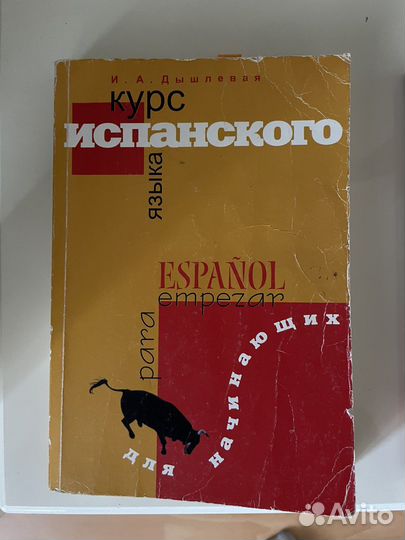 И. А. Дышлевая
курс
испанского
языка
ESPAÑOL
para empezar
для начинающих
Avito